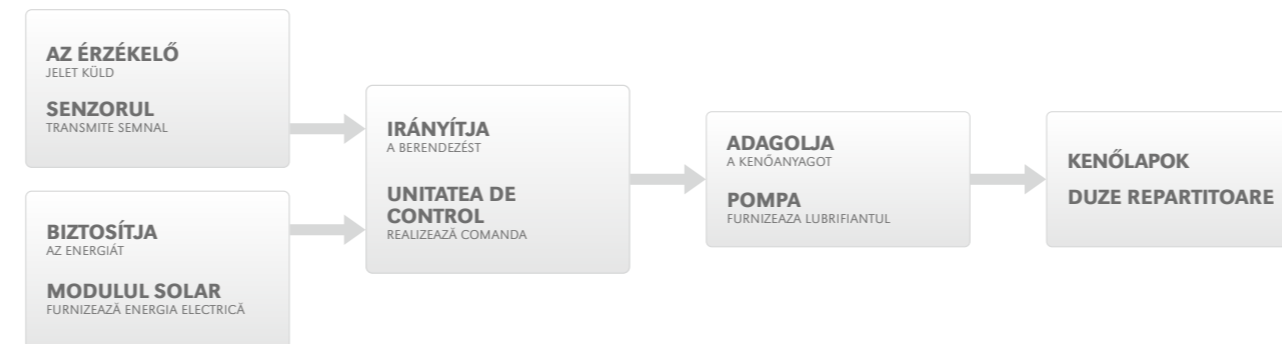 AZ ÉRZÉKELŐ
JELET KÜLD
SENZORUL
TRANSMITE SEMNAL
BIZTOSÍTJA
AZ ENERGIÁT
MODULUL SOLAR
FURNIZEAZĂ ENERGIA ELECTRICĂ
IRÁNYÍTJA
A BERENDEZÉST
UNITATEA DE
CONTROL
REALIZEAZĂ COMANDA
ADAGOLJA
A KENŐANYAGOT
POMPA
FURNIZEAZA LUBRIFIANTUL
KENŐLAPOK
DUZE REPARTITOARE